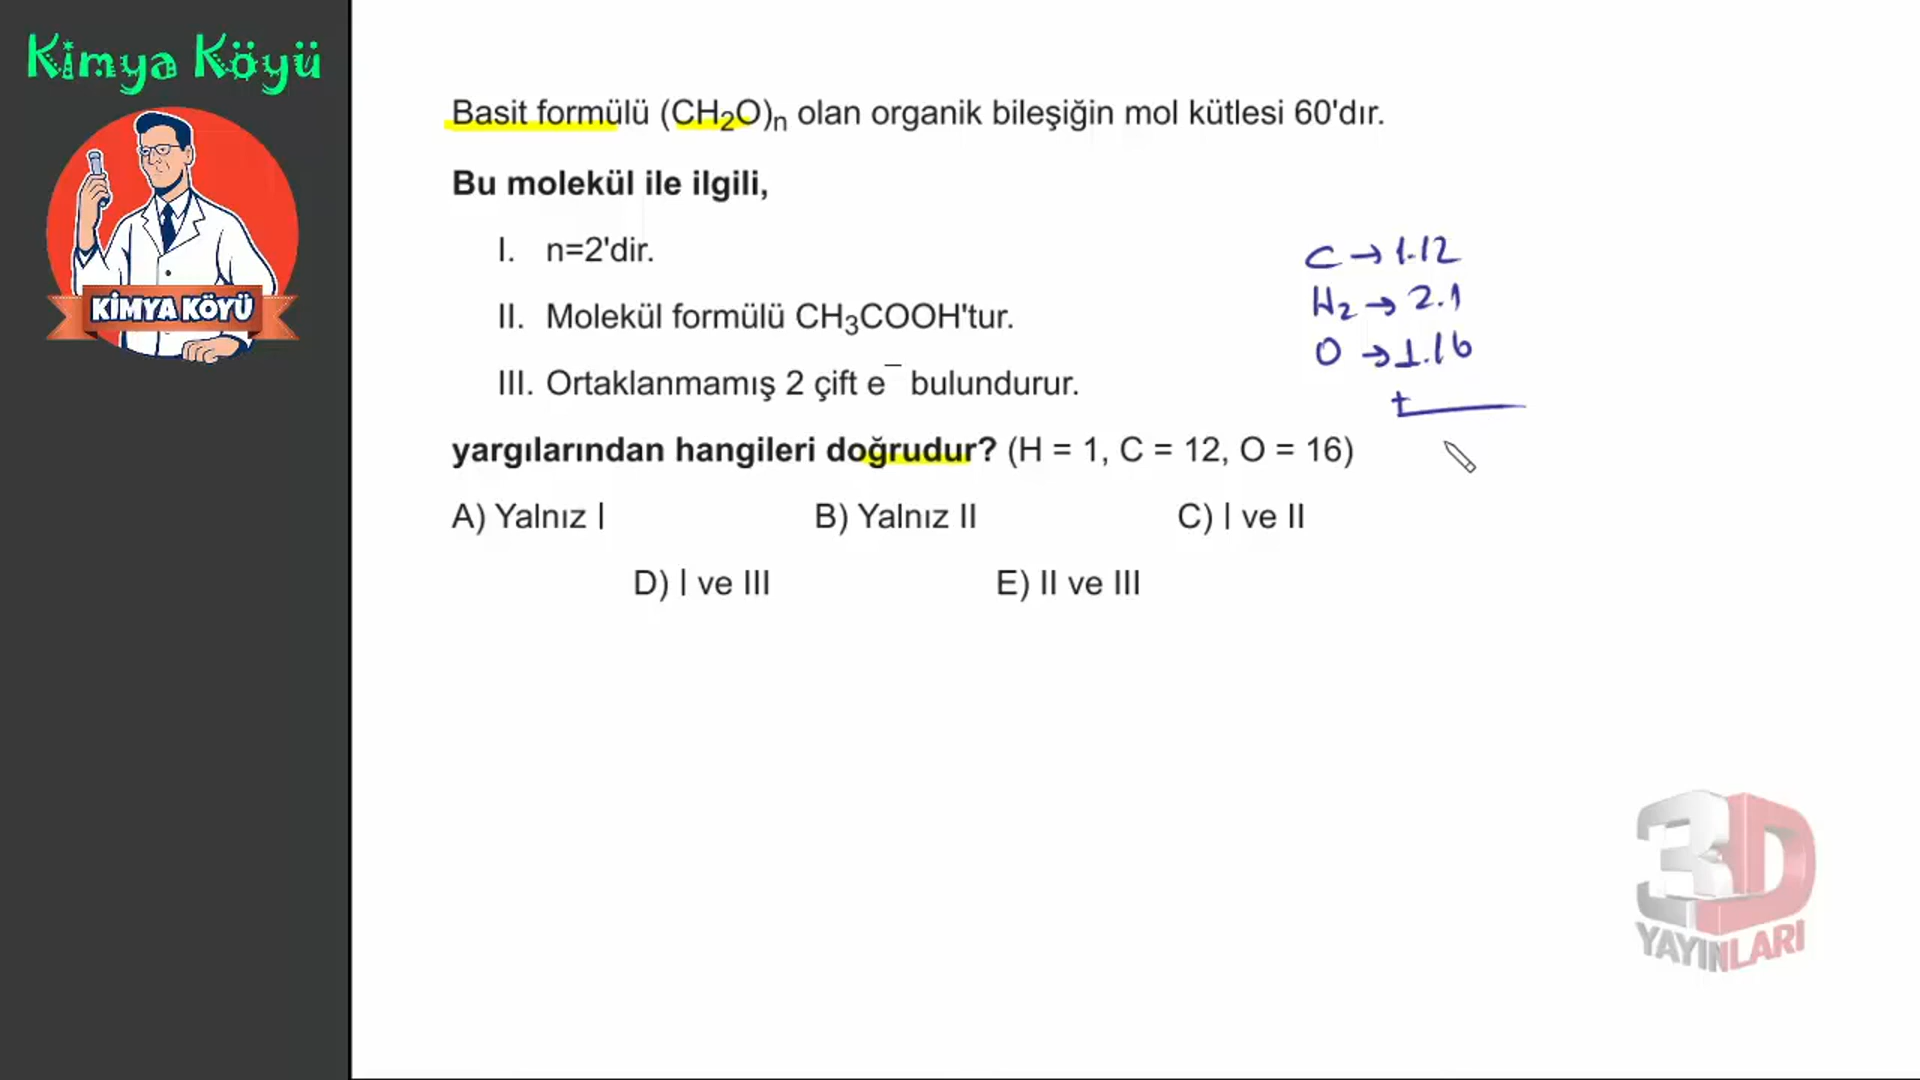 Kimya Köyü
KİMYA KÖYÜ
Basit formülü (CH₂O)ₙ olan organik bileşiğin mol kütlesi 60'dır.
Bu molekül ile ilgili,
I. n=2'dir.
II. Molekül formülü CH₃COOH'tur.
III. Ortaklanmamış 2 çift e⁻ bulundurur.
yargılarından hangileri doğrudur? (H = 1, C = 12, O = 16)
A) Yalnız I
B) Yalnız II
C) I ve II
D) I ve III
E) II ve III
C → 1.12
H₂ → 2.1
O → 1.16
+
3D
YAYINLARI